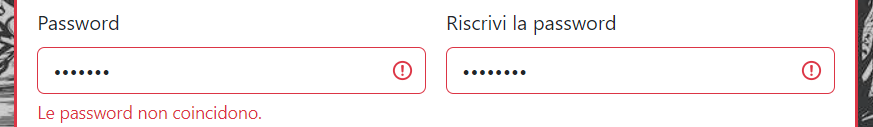 Password
Riscrivi la password
•••••••
••••••••
Le password non coincidono.